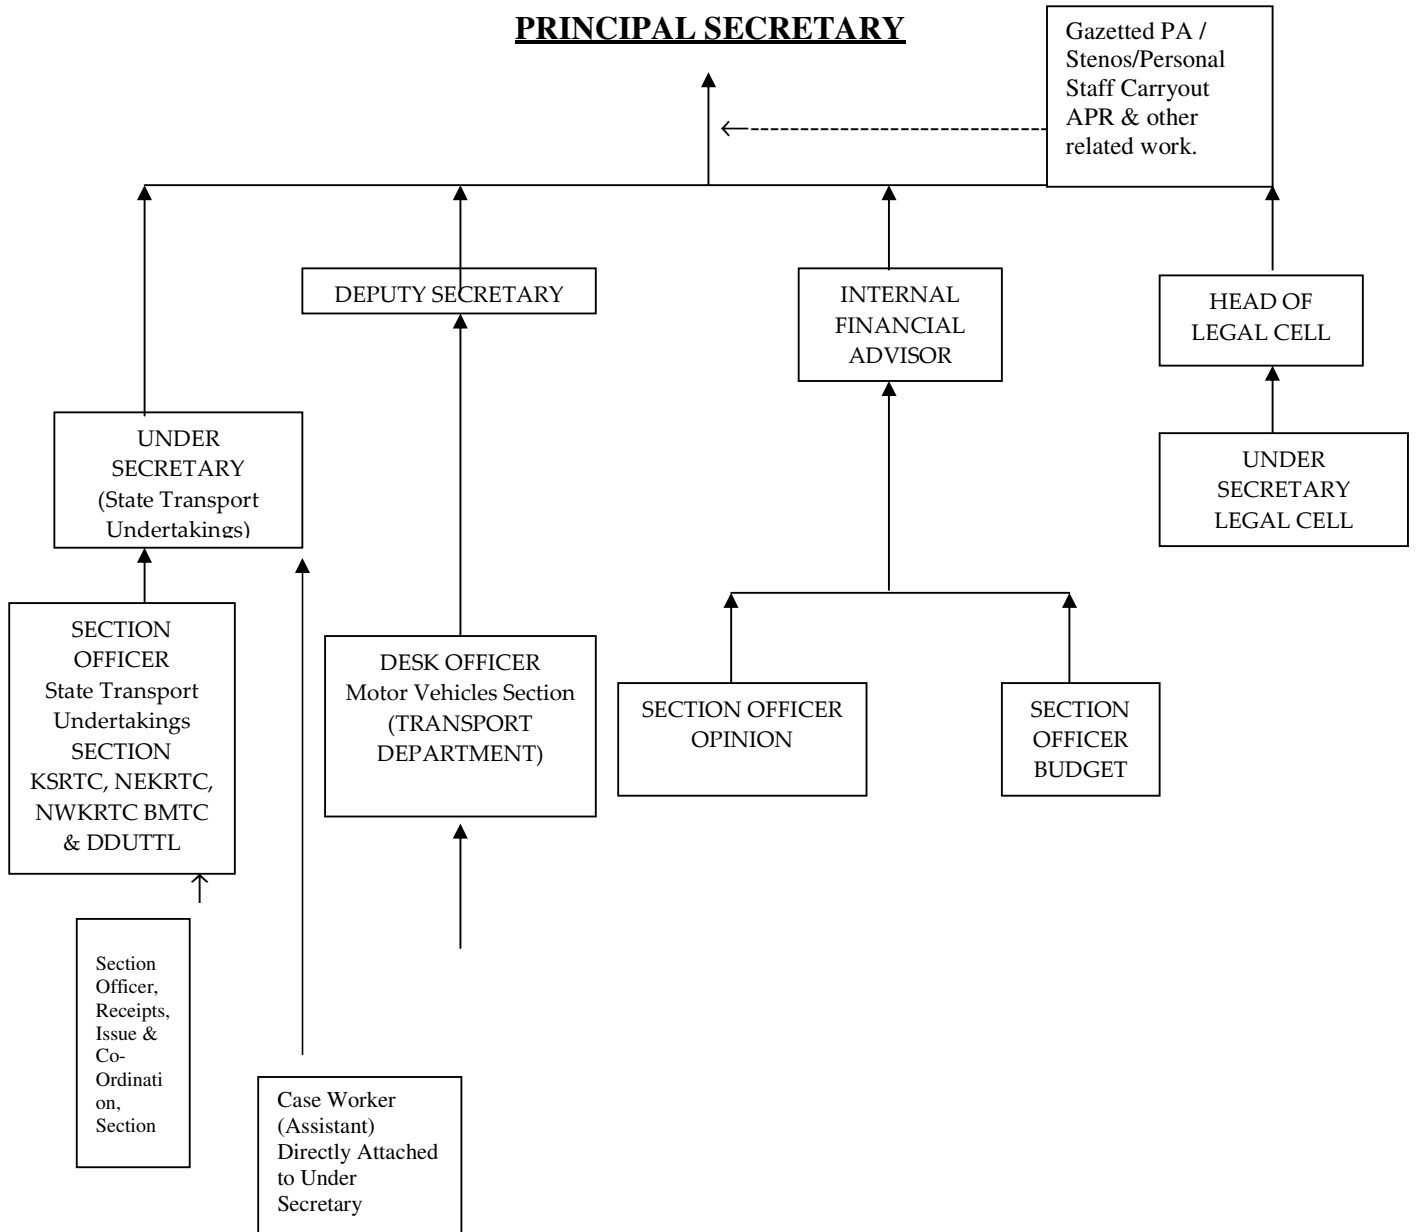 PRINCIPAL SECRETARY
Gazetted PA /
Stenos/Personal
Staff Carryout
APR & other
related work.
DEPUTY SECRETARY
INTERNAL
FINANCIAL
ADVISOR
HEAD OF
LEGAL CELL
UNDER
SECRETARY
(State Transport
Undertakings)
UNDER
SECRETARY
LEGAL CELL
SECTION
OFFICER
State Transport
Undertakings
SECTION
KSRTC, NEKRTC,
NWKRTC BMTC
& DDUTTL
DESK OFFICER
Motor Vehicles Section
(TRANSPORT
DEPARTMENT)
SECTION OFFICER
OPINION
SECTION
OFFICER
BUDGET
Section
Officer,
Receipts,
Issue &
Co-
Ordinati
on,
Section
Case Worker
(Assistant)
Directly Attached
to Under
Secretary